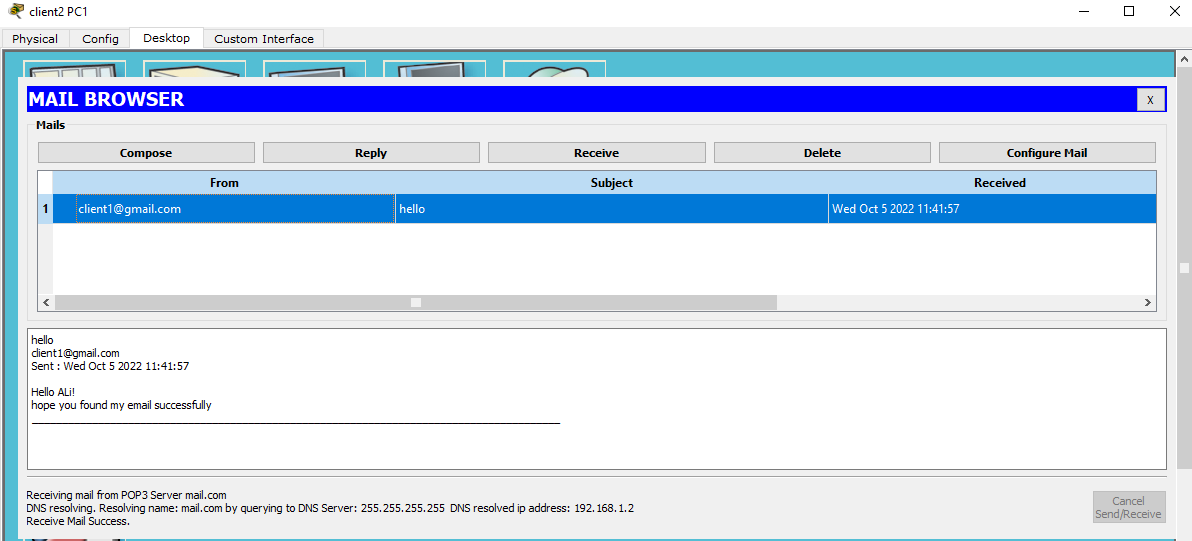 client2 PC1
Physical Config Desktop Custom Interface
MAIL BROWSER X
Mails
Compose Reply Receive Delete Configure Mail
From Subject Received
1 client1@gmail.com hello Wed Oct 5 2022 11:41:57
hello
client1@gmail.com
Sent : Wed Oct 5 2022 11:41:57
Hello ALi!
hope you found my email successfully
Receiving mail from POP3 Server mail.com
DNS resolving. Resolving name: mail.com by querying to DNS Server: 255.255.255.255 DNS resolved ip address: 192.168.1.2
Receive Mail Success.
Cancel
Send/Receive